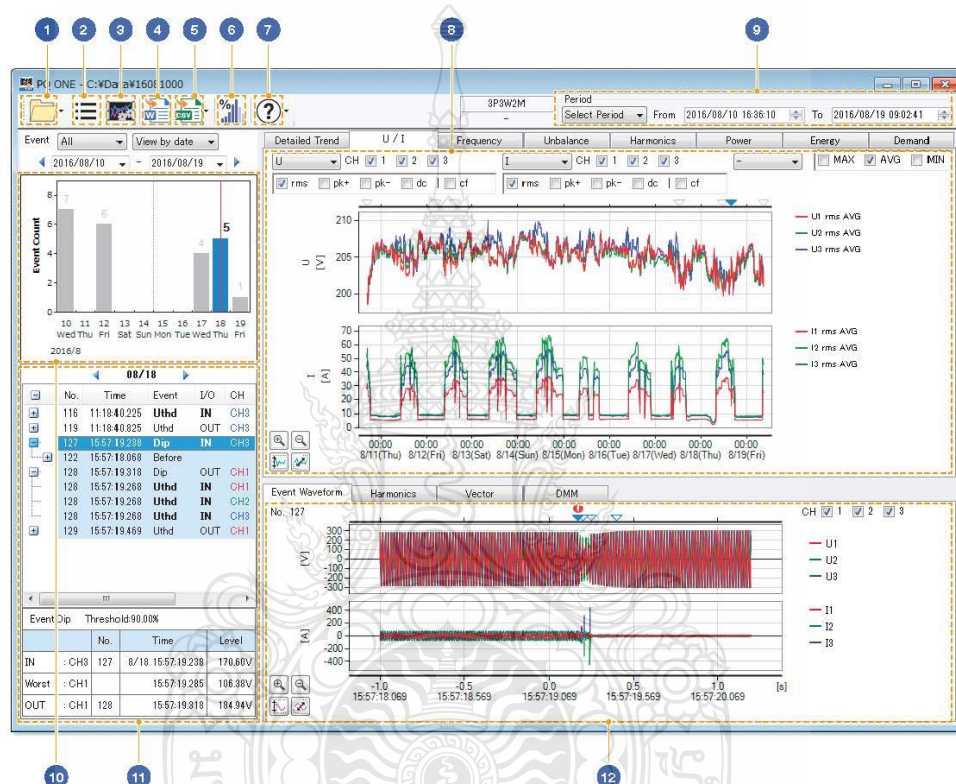 1 2 3 4 5 6 7 8 9
PQ ONE - C:¥Data¥16081000
W CSV % ?
3P3W2M
-
Period
Select Period From 2016/08/10 16:36:10 To 2016/08/19 09:02:41
Event All View by date
2016/08/10 - 2016/08/19
Detailed Trend U / I Frequency Unbalance Harmonics Power Energy Demand
U CH 1 2 3 I CH 1 2 3 - MAX AVG MIN
rms pk+ pk- dc | cf rms pk+ pk- dc | cf
Event Count
8
6
4
2
0
7 6 4 5 1
10 11 12 13 14 15 16 17 18 19
Wed Thu Fri Sat Sun Mon Tue Wed Thu Fri
2016/8
U
[V]
210
205
200
U1 rms AVG
U2 rms AVG
U3 rms AVG
I
[A]
70
60
50
40
30
20
10
0
I1 rms AVG
I2 rms AVG
I3 rms AVG
00:00 00:00 00:00 00:00 00:00 00:00 00:00 00:00 00:00
8/11(Thu) 8/12(Fri) 8/13(Sat) 8/14(Sun) 8/15(Mon) 8/16(Tue) 8/17(Wed) 8/18(Thu) 8/19(Fri)
08/18
No. Time Event I/O CH
116 11:18:40.225 Uthd IN CH3
119 11:18:40.825 Uthd OUT CH3
127 15:57:19.238 Dip IN CH3
122 15:57:18.068 Before
128 15:57:19.318 Dip OUT CH1
128 15:57:19.268 Uthd IN CH1
128 15:57:19.268 Uthd IN CH2
128 15:57:19.268 Uthd IN CH3
129 15:57:19.469 Uthd OUT CH1
Event:Dip Threshold:90.00%
No. Time Level
IN : CH3 127 8/18 15:57:19.238 170.60V
Worst : CH1 15:57:19.285 106.38V
OUT : CH1 128 15:57:19.318 184.94V
Event Waveform Harmonics Vector DMM
No. 127
CH 1 2 3
[V]
300
200
100
0
-100
-200
-300
U1
U2
U3
[A]
400
200
0
-200
-400
I1
I2
I3
-1.0 -0.5 0.0 0.5 1.0 [s]
15:57:18.069 15:57:18.569 15:57:19.069 15:57:19.569 15:57:20.069
10 11 12